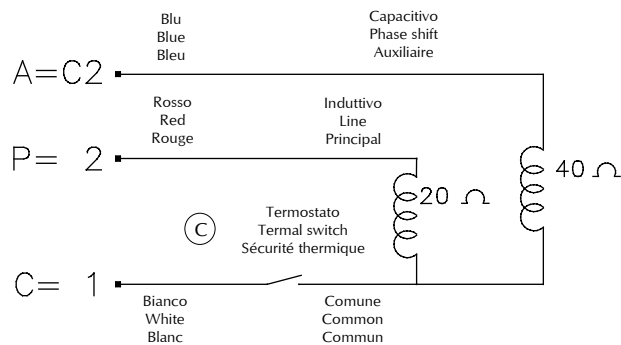 Blu
Blue
Bleu
Capacitivo
Phase shift
Auxiliaire
A=C2
Rosso
Red
Rouge
Induttivo
Line
Principal
P= 2
40 Ω
20 Ω
C
Termostato
Termal switch
Sécurité thermique
C= 1
Bianco
White
Blanc
Comune
Common
Commun